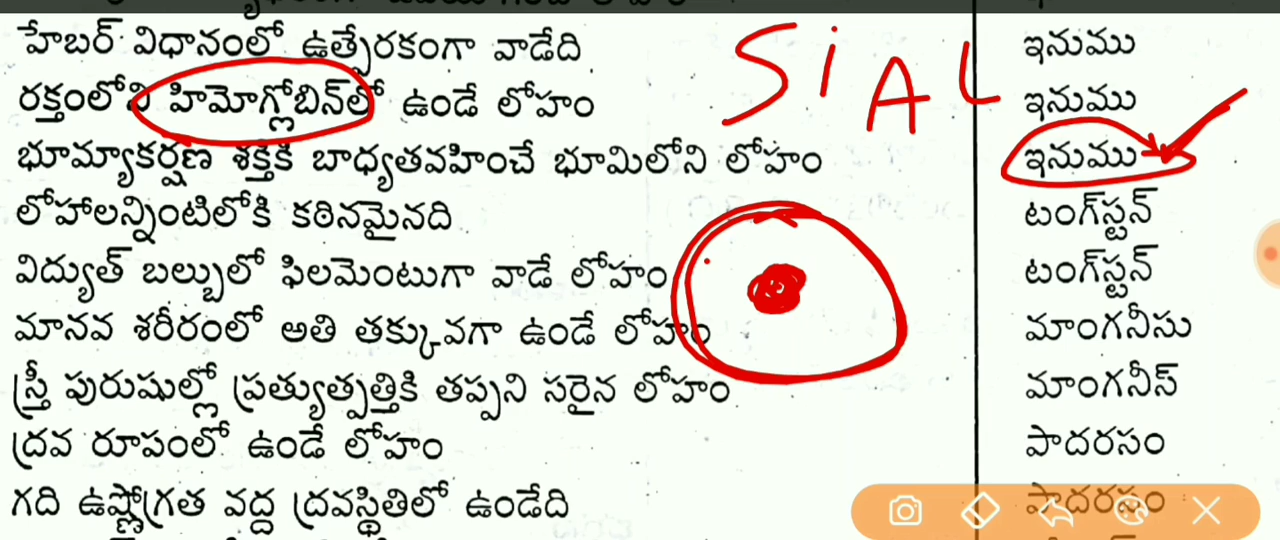 హేబర్ విధానంలో ఉత్ప్రేరకంగా వాడేది ఇనుము
SiAL
రక్తంలోని హిమోగ్లోబిన్‌లో ఉండే లోహం ఇనుము
భూమ్యాకర్షణ శక్తికి బాధ్యతవహించే భూమిలోని లోహం ఇనుము
లోహాలన్నింటిలోకి కఠినమైనది టంగ్‌స్టన్
విద్యుత్ బల్బులో ఫిలమెంటుగా వాడే లోహం టంగ్‌స్టన్
మానవ శరీరంలో అతి తక్కువగా ఉండే లోహం మాంగనీసు
స్త్రీ పురుషుల్లో ప్రత్యుత్పత్తికి తప్పని సరైన లోహం మాంగనీస్
ద్రవ రూపంలో ఉండే లోహం పాదరసం
గది ఉష్ణోగ్రత వద్ద ద్రవస్థితిలో ఉండేది పాదరసం